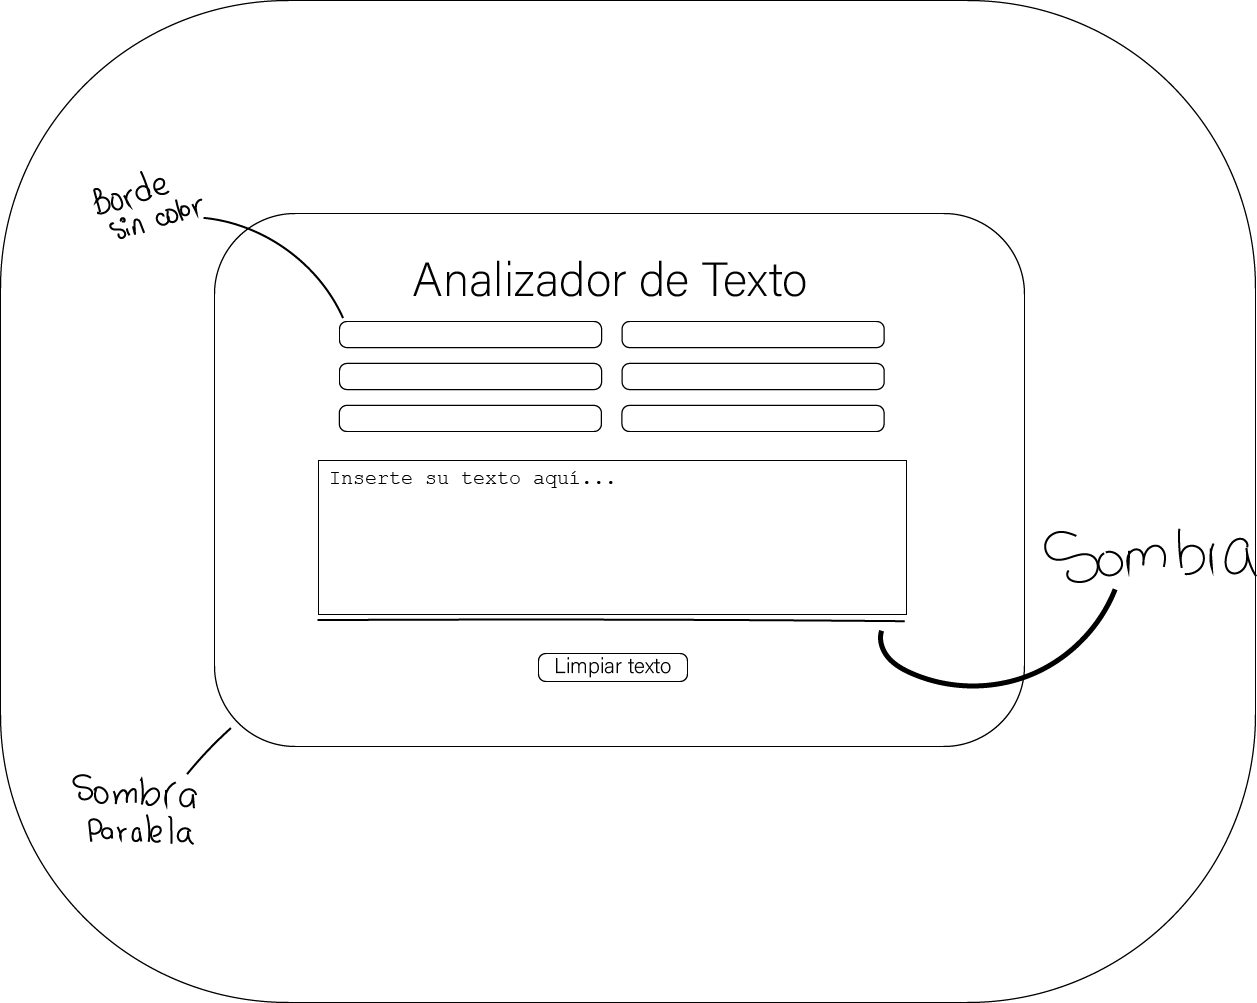 Borde
sin color
Analizador de Texto
Inserte su texto aquí...
Sombra
Limpiar texto
Sombra
Paralela